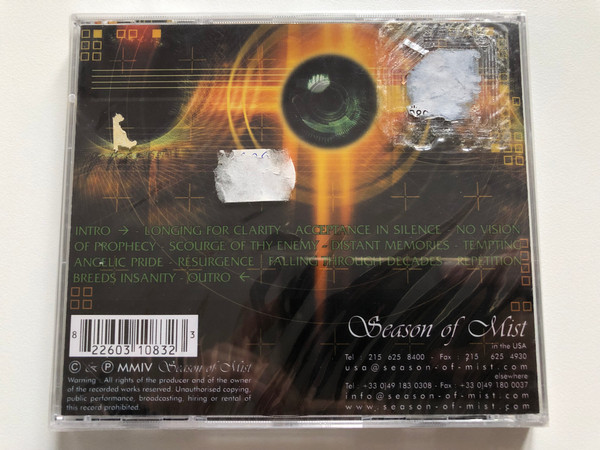 INTRO → - LONGING FOR CLARITY - ACCEPTANCE IN SILENCE - NO VISION
OF PROPHECY - SCOURGE OF THY ENEMY - DISTANT MEMORIES - TEMPTING
ANGELIC PRIDE - RESURGENCE - FALLING THROUGH DECADES - REPETITION
BREEDS INSANITY - OUTRO ←
8 22603 10832 3
Season of Mist
in the USA
Tel : 215 625 8400 - Fax : 215 625 4930
usa@season-of-mist.com
elsewhere
Tel : +33 0)49 183 0308 - Fax : +33 0)49 180 0037
info@season-of-mist.com
www.season-of-mist.com
© & ℗ MMIV Season of Mist
Warning : All rights of the producer and of the owner
of the recorded works reserved. Unauthorised copying,
public performance, broadcasting, hiring or rental of
this record prohibited.